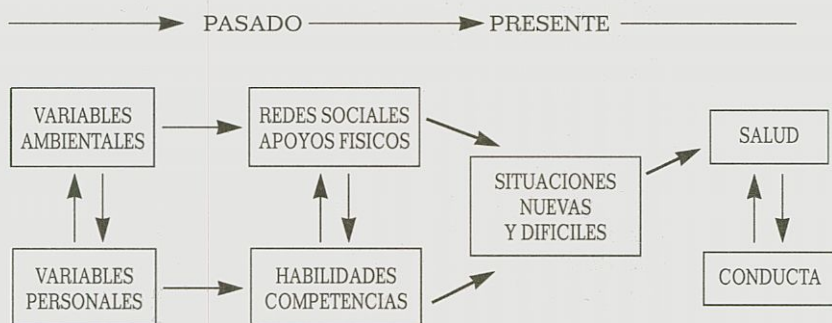 PASADO PRESENTE
VARIABLES
AMBIENTALES
REDES SOCIALES
APOYOS FISICOS
SALUD
SITUACIONES
NUEVAS
Y DIFICILES
VARIABLES
PERSONALES
HABILIDADES
COMPETENCIAS
CONDUCTA